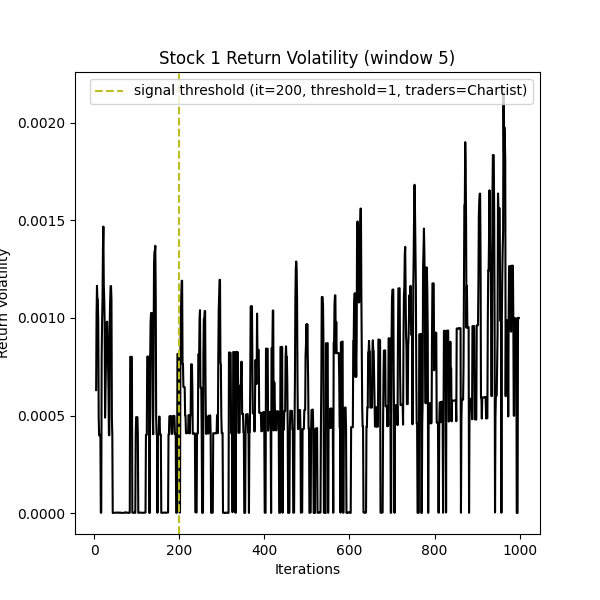 Stock 1 Return Volatility (window 5)
signal threshold (it=200, threshold=1, traders=Chartist)
0.0020
0.0015
0.0010
0.0005
0.0000
Return Volatility
0 200 400 600 800 1000
Iterations